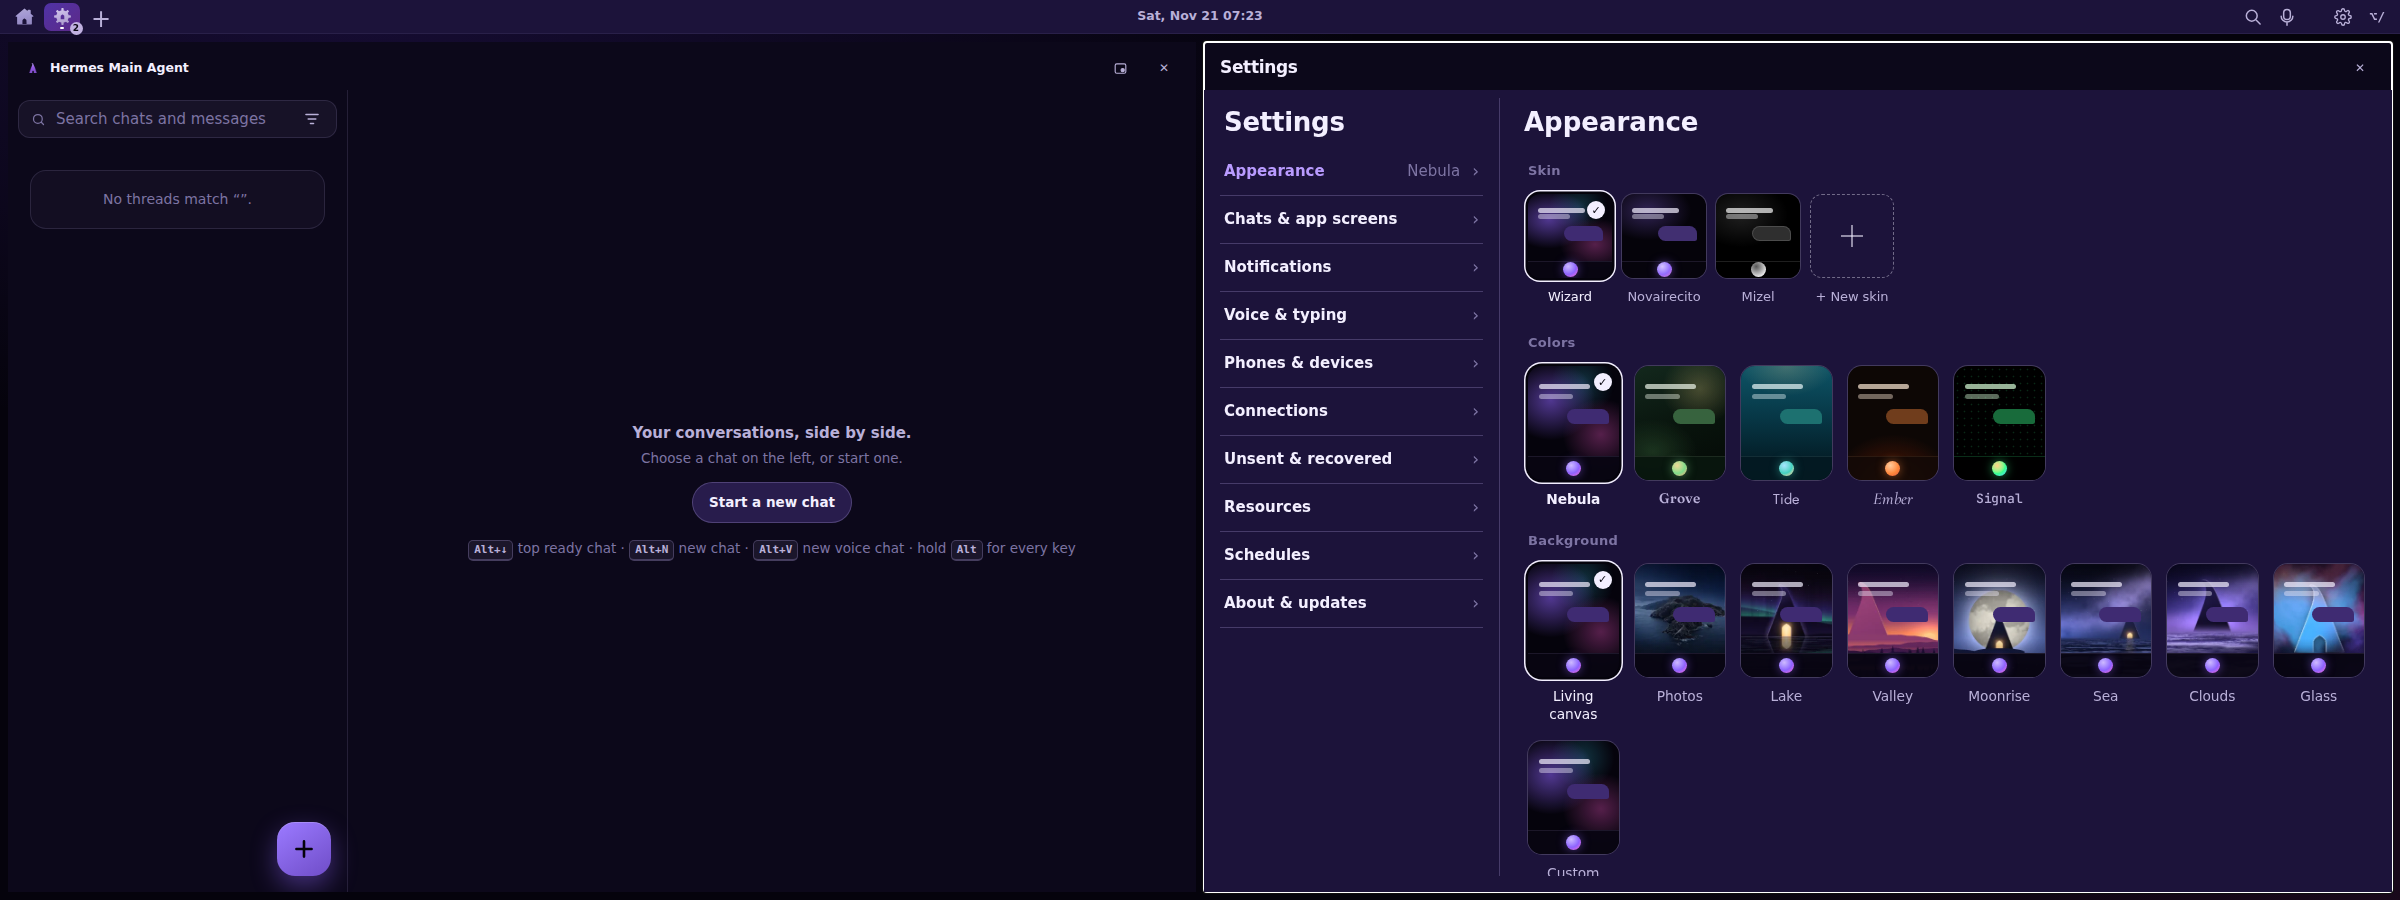 2
Sat, Nov 21 07:23
Hermes Main Agent
Search chats and messages
No threads match “”.
Your conversations, side by side.
Choose a chat on the left, or start one.
Start a new chat
Alt+↓ top ready chat · Alt+N new chat · Alt+V new voice chat · hold Alt for every key
Settings
Settings
Appearance Nebula
Chats & app screens
Notifications
Voice & typing
Phones & devices
Connections
Unsent & recovered
Resources
Schedules
About & updates
Appearance
Skin
Wizard Novairecito Mizel + New skin
Colors
Nebula Grove Tide Ember Signal
Background
Living canvas Photos Lake Valley Moonrise Sea Clouds Glass
Custom